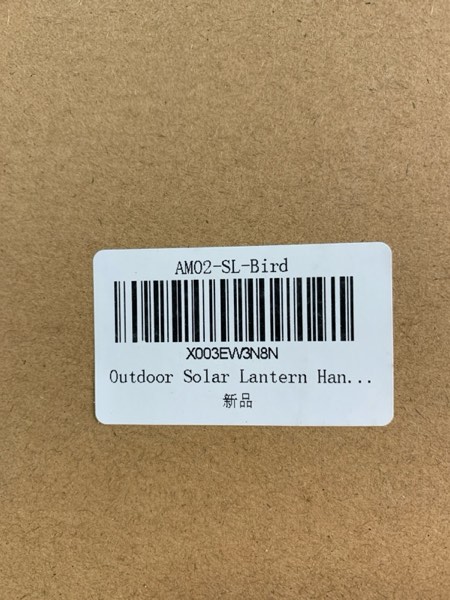 AM02-SL-Bird
X003EW3N8N
Outdoor Solar Lantern Han...
新品